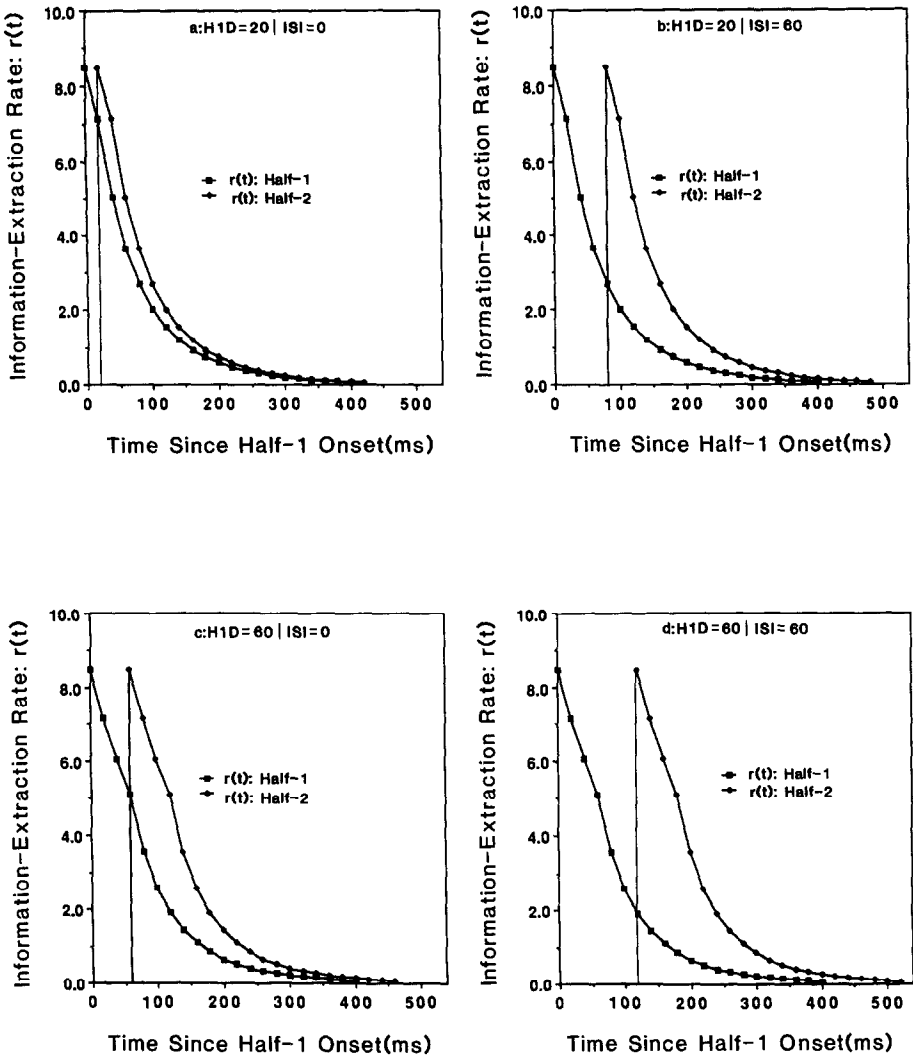 a:H1D=20 | ISI=0
Information-Extraction Rate: r(t)
10.0
8.0
6.0
4.0
2.0
0.0
r(t): Half-1
r(t): Half-2
0 100 200 300 400 500
Time Since Half-1 Onset(ms)
b:H1D=20 | ISI=60
Information-Extraction Rate: r(t)
10.0
8.0
6.0
4.0
2.0
0.0
r(t): Half-1
r(t): Half-2
0 100 200 300 400 500
Time Since Half-1 Onset(ms)
c:H1D=60 | ISI=0
Information-Extraction Rate: r(t)
10.0
8.0
6.0
4.0
2.0
0.0
r(t): Half-1
r(t): Half-2
0 100 200 300 400 500
Time Since Half-1 Onset(ms)
d:H1D=60 | ISI=60
Information-Extraction Rate: r(t)
10.0
8.0
6.0
4.0
2.0
0.0
r(t): Half-1
r(t): Half-2
0 100 200 300 400 500
Time Since Half-1 Onset(ms)